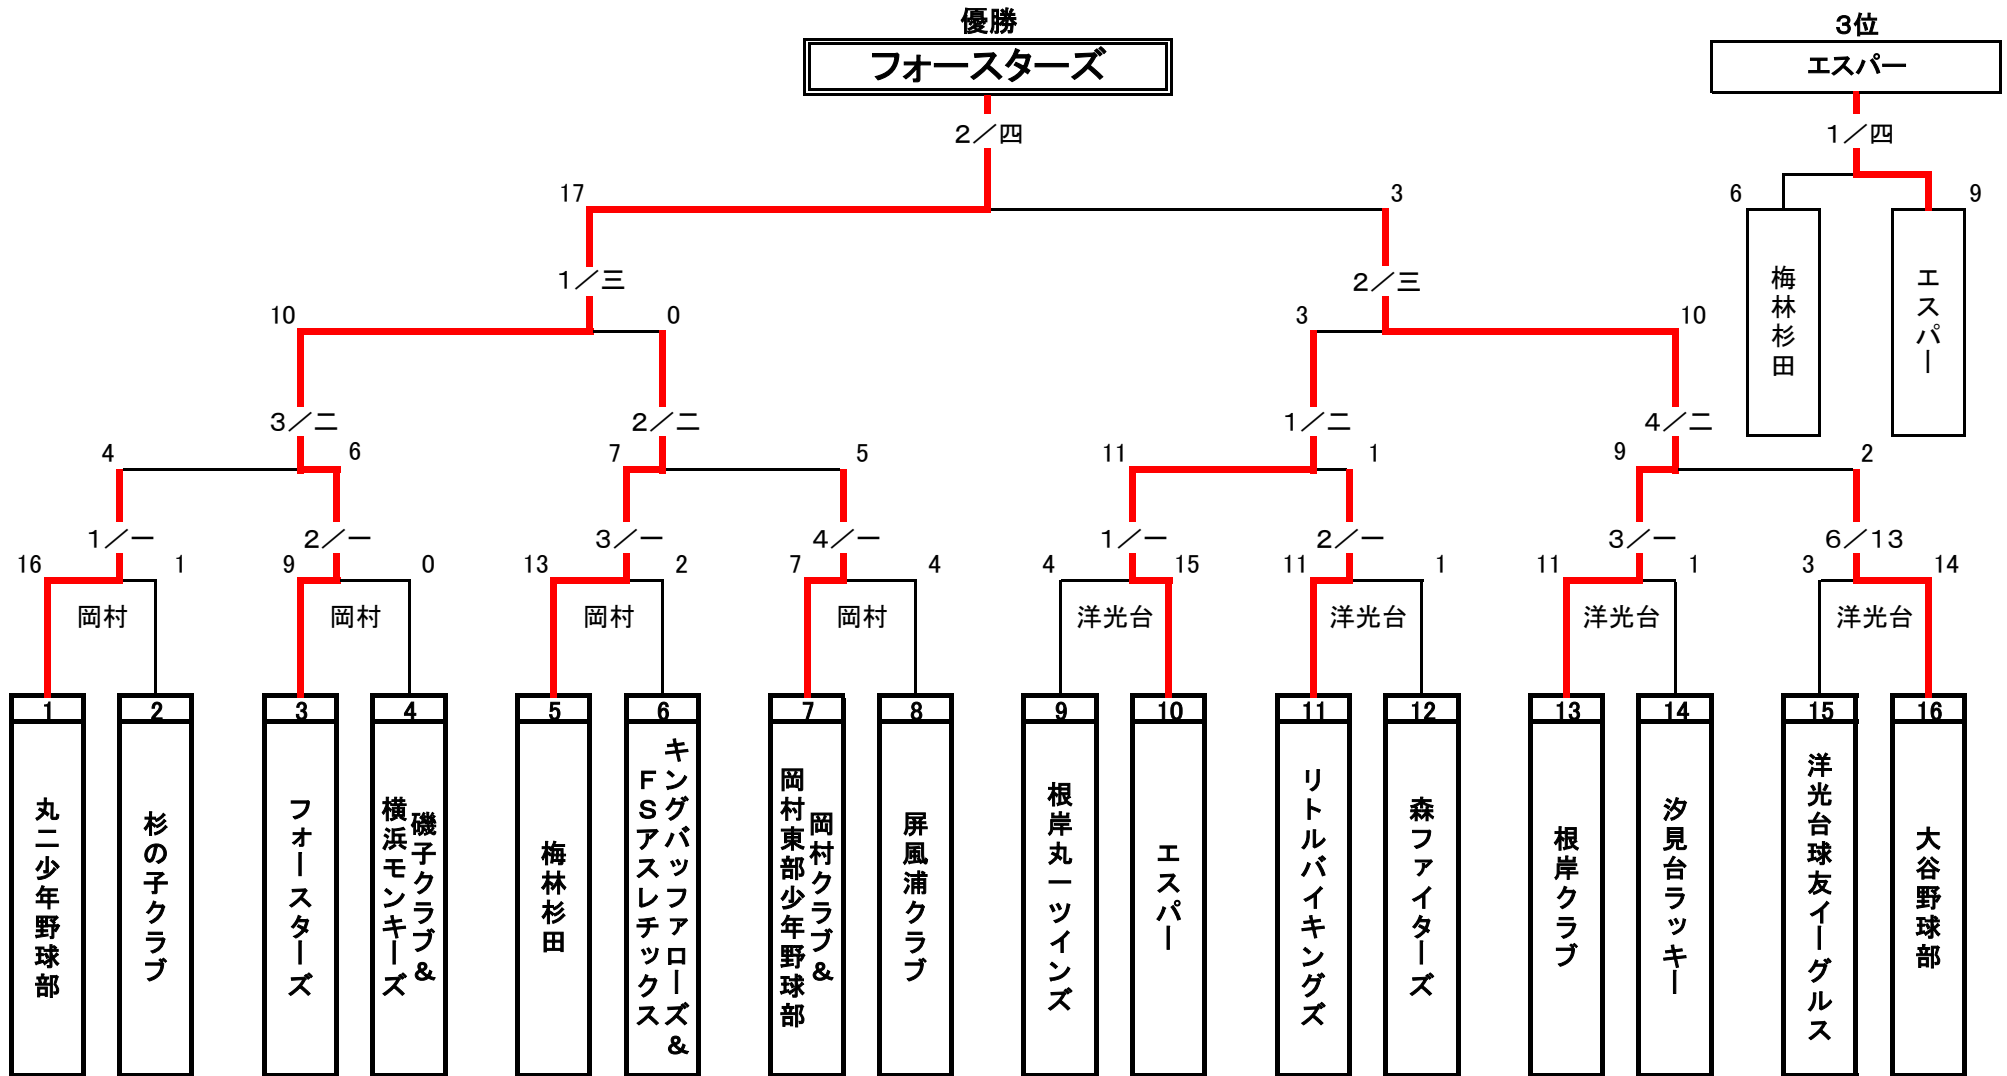 優勝
3位
フォースターズ
エスパー
2／四
1／四
17
3
6
9
梅林杉田
エスパー
1／三
2／三
10
0
3
10
3／二
2／二
1／二
4／二
4
6
7
5
11
1
9
2
1／一
2／一
3／一
4／一
1／一
2／一
3／一
6／13
16
1
9
0
13
2
7
4
4
15
11
1
11
1
3
14
岡村
岡村
岡村
岡村
洋光台
洋光台
洋光台
洋光台
1
2
3
4
5
6
7
8
9
10
11
12
13
14
15
16
丸二少年野球部
杉の子クラブ
フォースターズ
磯子クラブ＆
横浜モンキーズ
梅林杉田
キングバッファローズ＆
ＦＳアスレチックス
岡村クラブ＆
岡村東部少年野球部
屏風浦クラブ
根岸丸一ツインズ
エスパー
リトルバイキングズ
森ファイターズ
根岸クラブ
汐見台ラッキー
洋光台球友イーグルス
大谷野球部